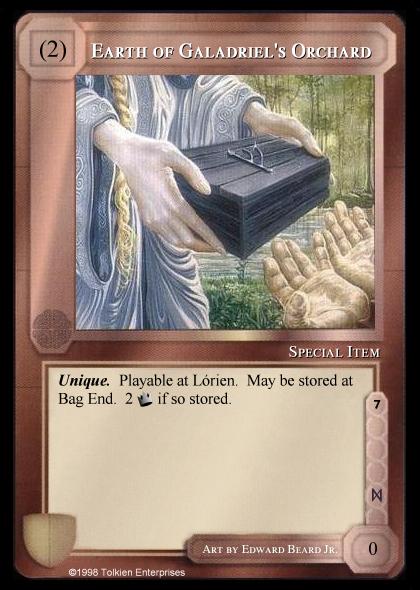 (2)
EARTH OF GALADRIEL'S ORCHARD
SPECIAL ITEM
Unique. Playable at Lórien. May be stored at
Bag End. 2 if so stored.
7
ᛞ
ART BY EDWARD BEARD JR.
0
©1998 Tolkien Enterprises